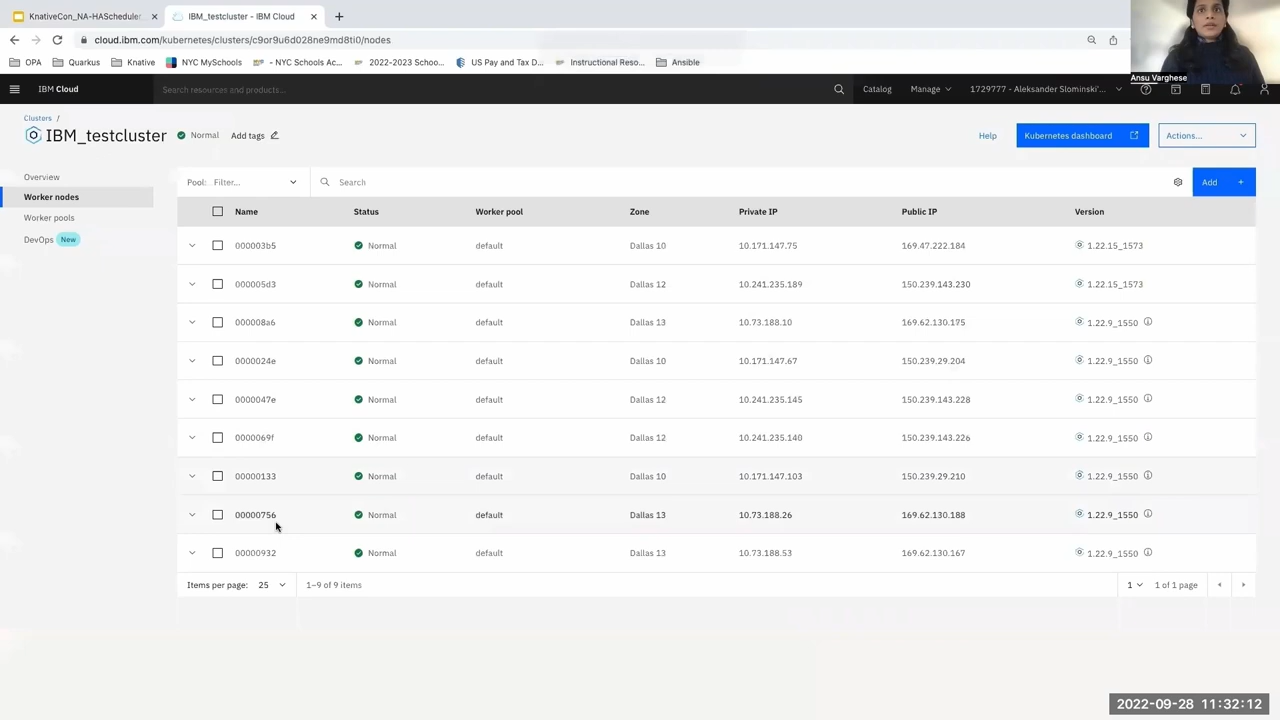 KnativeCon_NA-HAScheduler
IBM_testcluster - IBM Cloud
cloud.ibm.com/kubernetes/clusters/c9or9u6d028ne9md8ti0/nodes
OPA Quarkus Knative NYC MySchools - NYC Schools Ac... 2022-2023 Schoo... US Pay and Tax D... Instructional Reso... Ansible
Ansu Varghese
IBM Cloud Search resources and products... Catalog Manage 1729777 - Aleksander Slominski'...
Clusters /
IBM_testcluster Normal Add tags Help Kubernetes dashboard Actions...
Overview
Worker nodes
Worker pools
DevOps New
Pool: Filter... Search Add +
Name Status Worker pool Zone Private IP Public IP Version
000003b5 Normal default Dallas 10 10.171.147.75 169.47.222.184 1.22.15_1573
000005d3 Normal default Dallas 12 10.241.235.189 150.239.143.230 1.22.15_1573
000008a6 Normal default Dallas 13 10.73.188.10 169.62.130.175 1.22.9_1550
0000024e Normal default Dallas 10 10.171.147.67 150.239.29.204 1.22.9_1550
0000047e Normal default Dallas 12 10.241.235.145 150.239.143.228 1.22.9_1550
0000069f Normal default Dallas 12 10.241.235.140 150.239.143.226 1.22.9_1550
00000133 Normal default Dallas 10 10.171.147.103 150.239.29.210 1.22.9_1550
00000756 Normal default Dallas 13 10.73.188.26 169.62.130.188 1.22.9_1550
00000932 Normal default Dallas 13 10.73.188.53 169.62.130.167 1.22.9_1550
Items per page: 25 1–9 of 9 items 1 1 of 1 page
2022-09-28 11:32:12